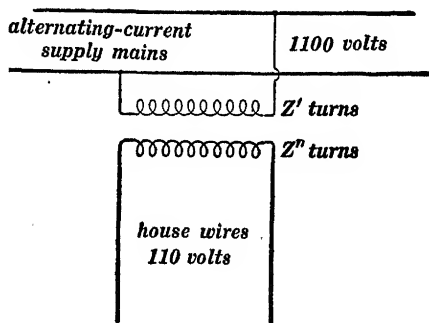 alternating-current
supply mains
1100 volts
Z' turns
Z" turns
house wires
110 volts